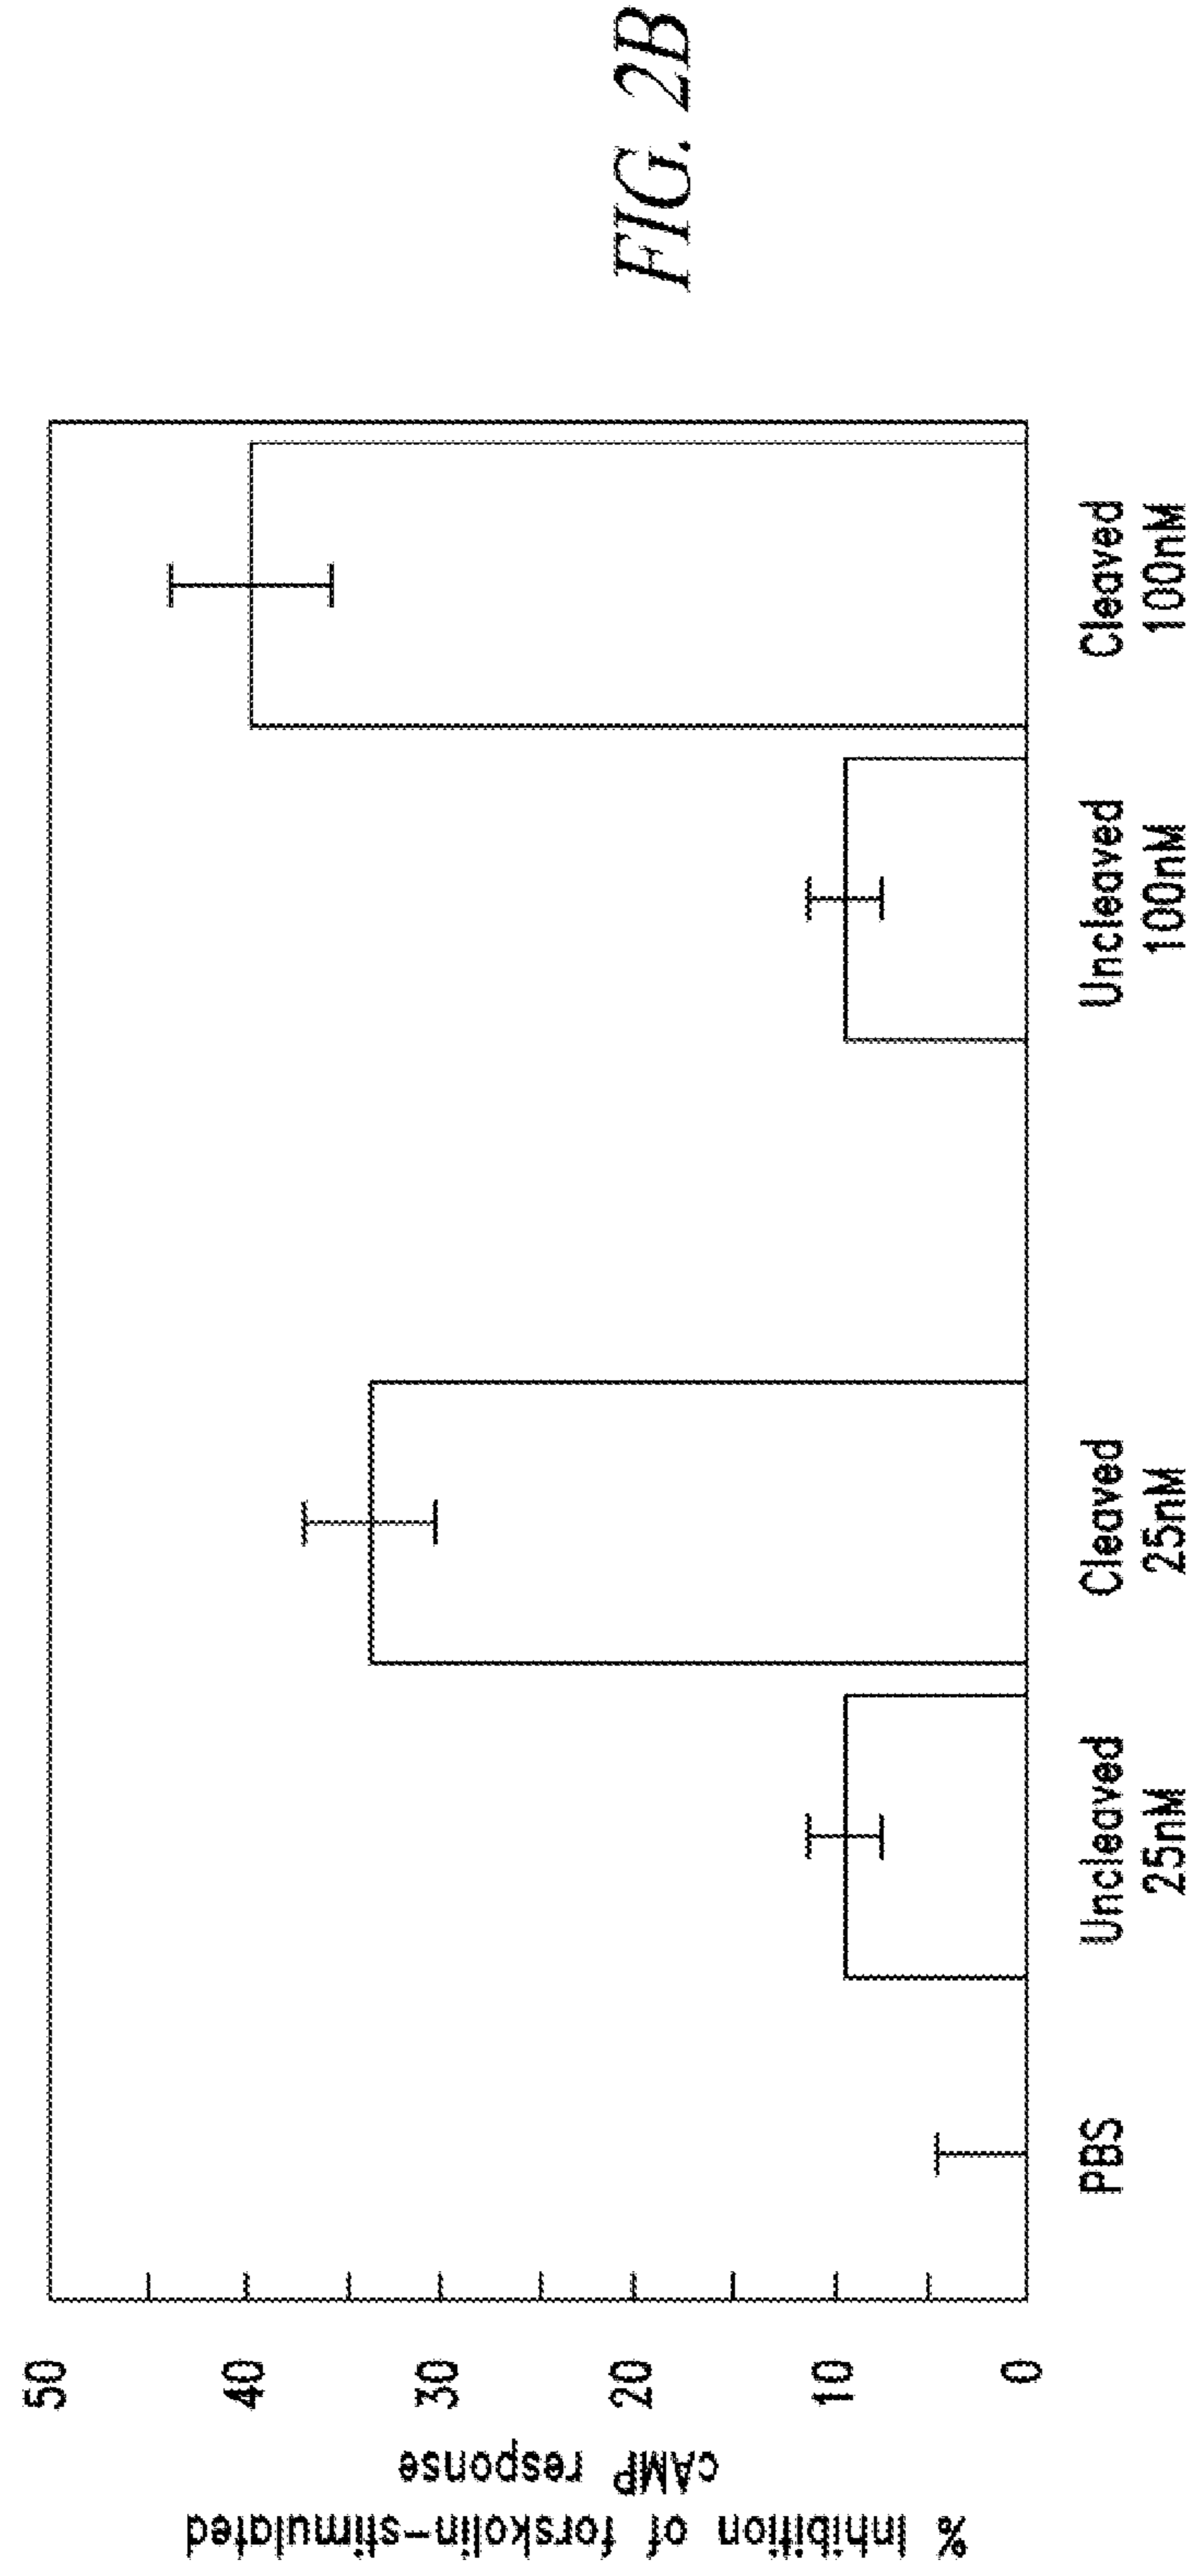 % Inhibition of forskolin-stimulated
cAMP response
50
40
30
20
10
0
PBS
Uncleaved
25nM
Cleaved
25nM
Uncleaved
100nM
Cleaved
100nM
FIG. 2B